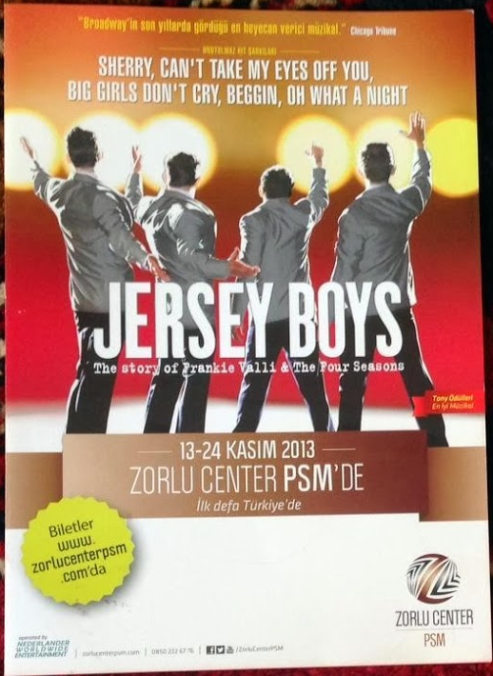 "Broadway'in son yıllarda gördüğü en heyecan verici müzikal." Chicago Tribune
UNUTULMAZ HIT ŞARKILARI
SHERRY, CAN'T TAKE MY EYES OFF YOU,
BIG GIRLS DON'T CRY, BEGGIN, OH WHAT A NIGHT
JERSEY BOYS
The story of Frankie Valli & The Four Seasons
Tony Ödülleri
En İyi Müzikal
13-24 KASIM 2013
ZORLU CENTER PSM'DE
İlk defa Türkiye'de
Biletler
www.
zorlucenterpsm
.com'da
ZORLU CENTER
PSM
operated by
NEDERLANDER
WORLDWIDE
ENTERTAINMENT
zorlucenterpsm.com | 0850 222 67 76 | /ZorluCenterPSM